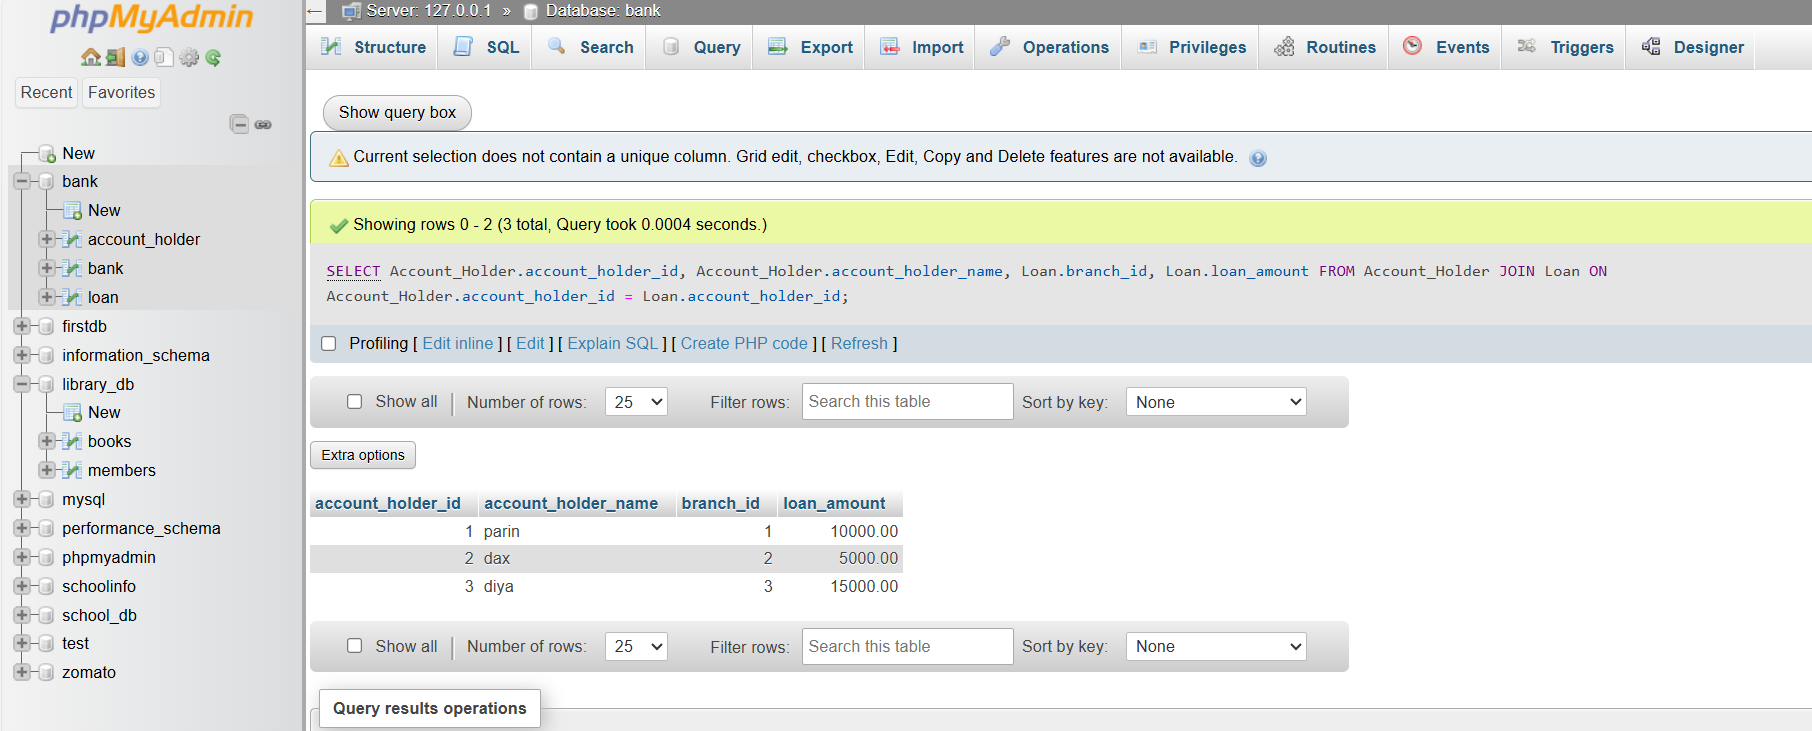 phpMyAdmin
Recent Favorites
New
bank
New
account_holder
bank
loan
firstdb
information_schema
library_db
New
books
members
mysql
performance_schema
phpmyadmin
schoolinfo
school_db
test
zomato
Server: 127.0.0.1 » Database: bank
Structure SQL Search Query Export Import Operations Privileges Routines Events Triggers Designer
Show query box
Current selection does not contain a unique column. Grid edit, checkbox, Edit, Copy and Delete features are not available.
Showing rows 0 - 2 (3 total, Query took 0.0004 seconds.)
SELECT Account_Holder.account_holder_id, Account_Holder.account_holder_name, Loan.branch_id, Loan.loan_amount FROM Account_Holder JOIN Loan ON
Account_Holder.account_holder_id = Loan.account_holder_id;
Profiling [ Edit inline ] [ Edit ] [ Explain SQL ] [ Create PHP code ] [ Refresh ]
Show all Number of rows: 25 Filter rows: Search this table Sort by key: None
Extra options
account_holder_id account_holder_name branch_id loan_amount
1 parin 1 10000.00
2 dax 2 5000.00
3 diya 3 15000.00
Show all Number of rows: 25 Filter rows: Search this table Sort by key: None
Query results operations